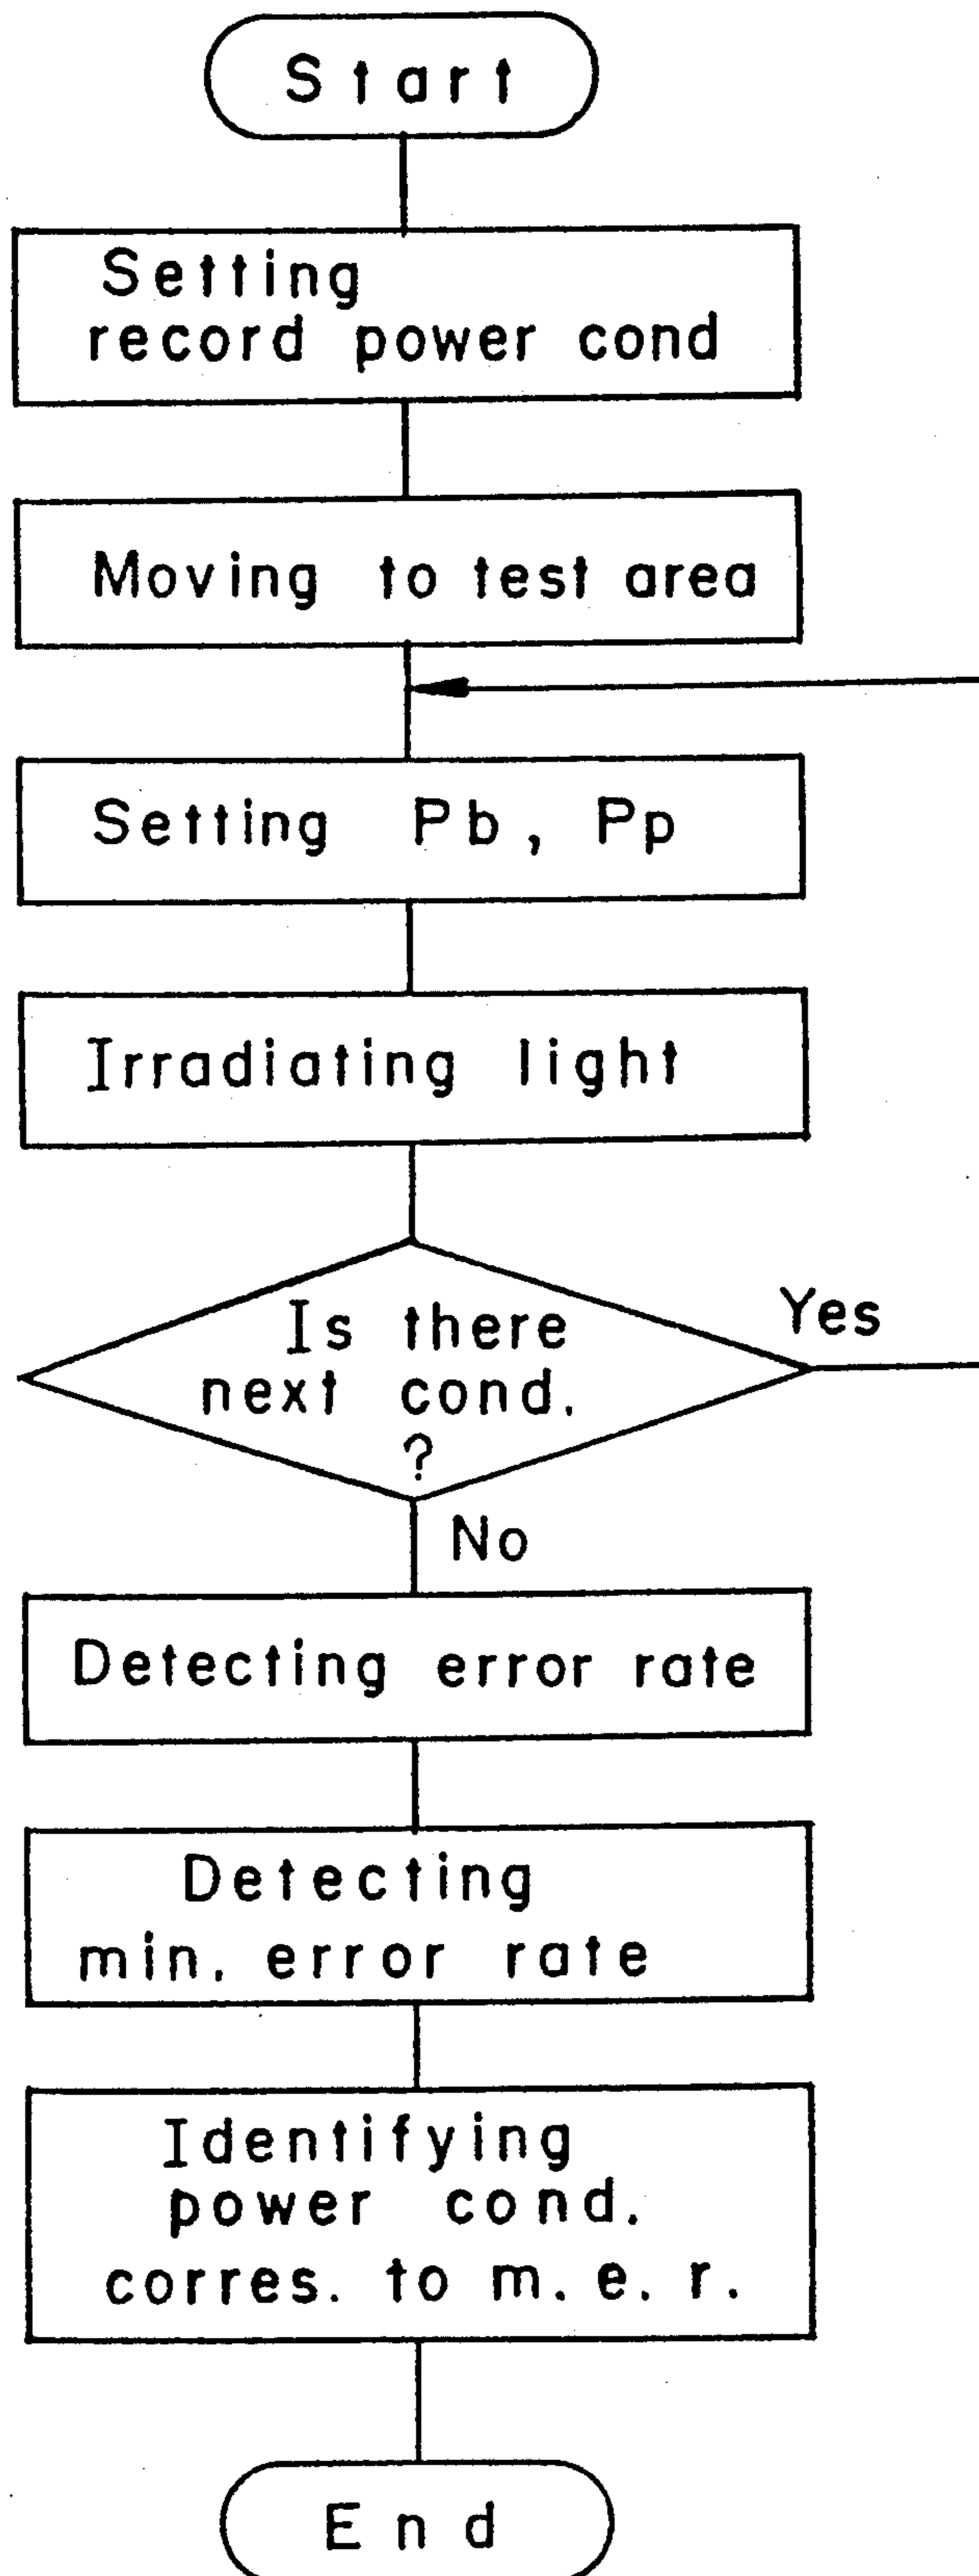 Start
Setting
record power cond
Moving to test area
Setting Pb, Pp
Irradiating light
Is there
next cond.
?
Yes
No
Detecting error rate
Detecting
min. error rate
Identifying
power cond.
corres. to m. e. r.
End